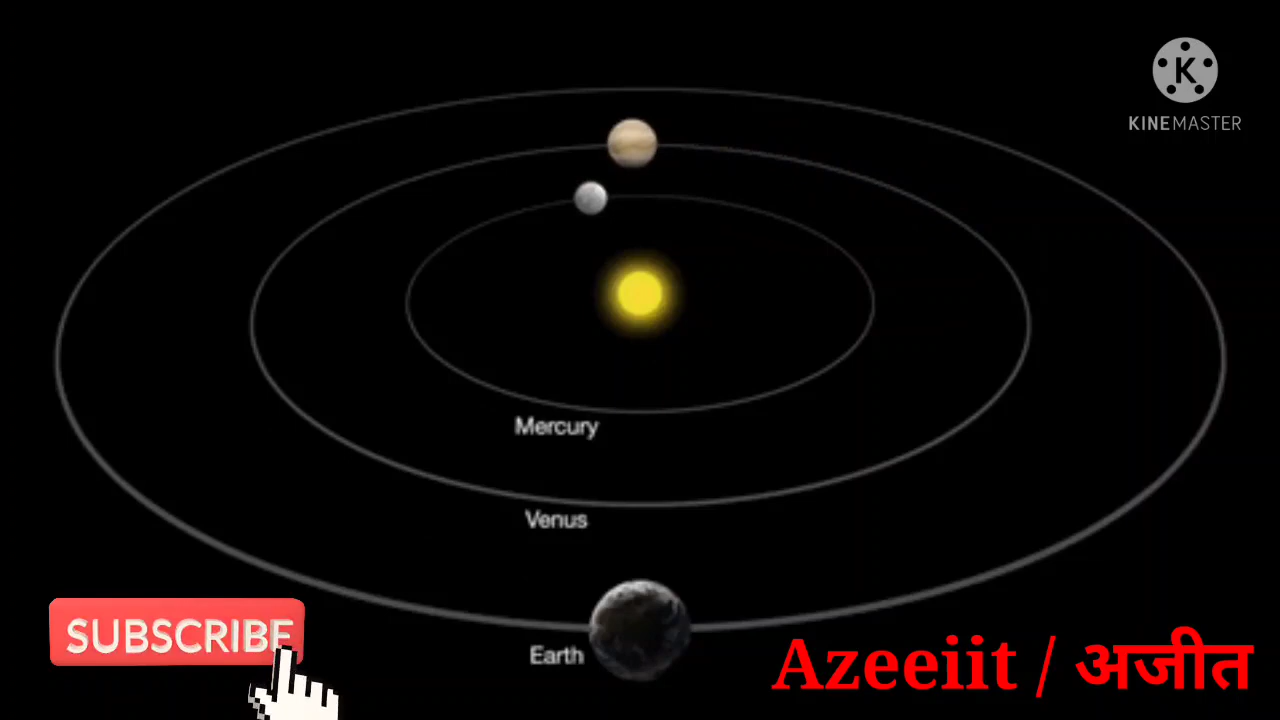 K
KINEMASTER
Mercury
Venus
Earth
SUBSCRIBE
Azeeiit / अजीत